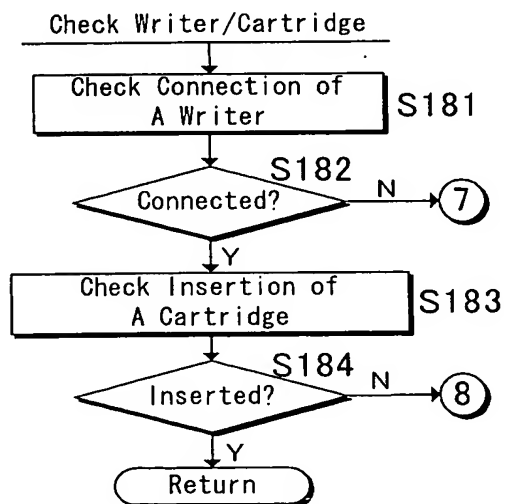 Check Writer/Cartridge
Check Connection of
A Writer
S181
S182
Connected?
N
7
Y
Check Insertion of
A Cartridge
S183
S184
Inserted?
N
8
Y
Return